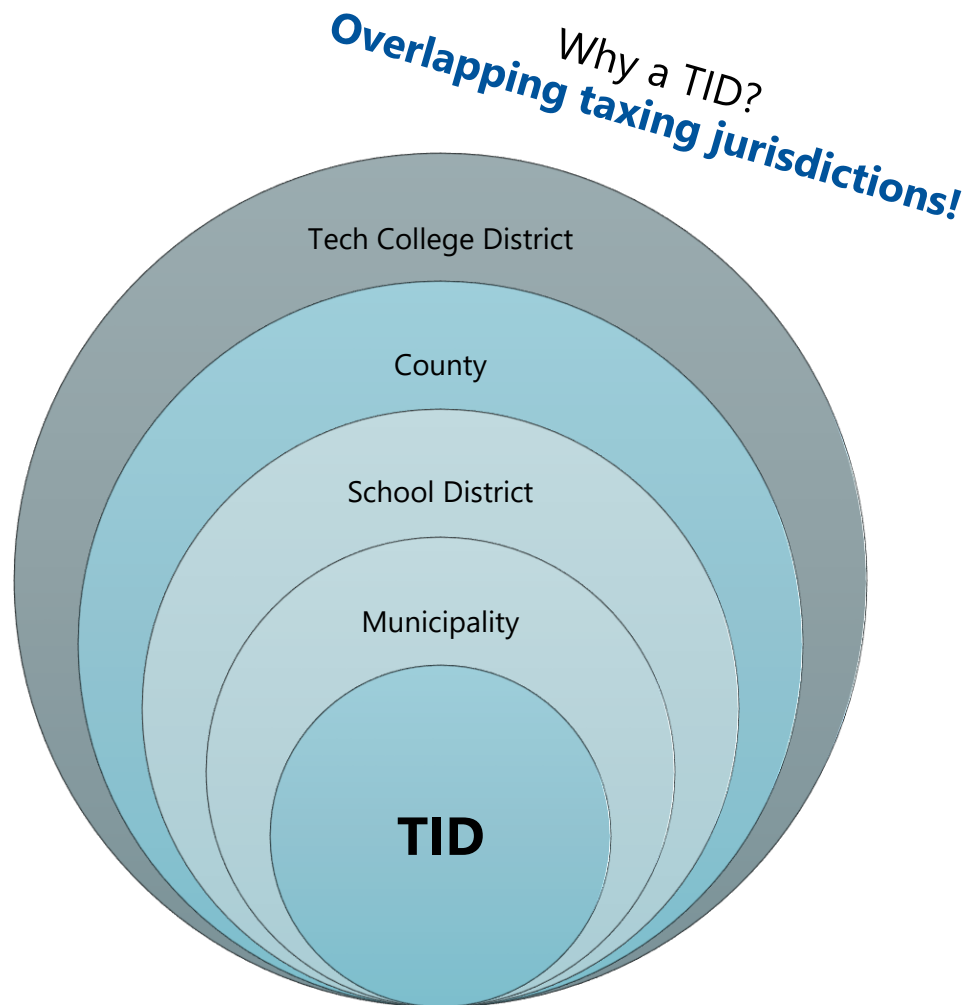 Why a TID?
Overlapping taxing jurisdictions!
Tech College District
County
School District
Municipality
TID